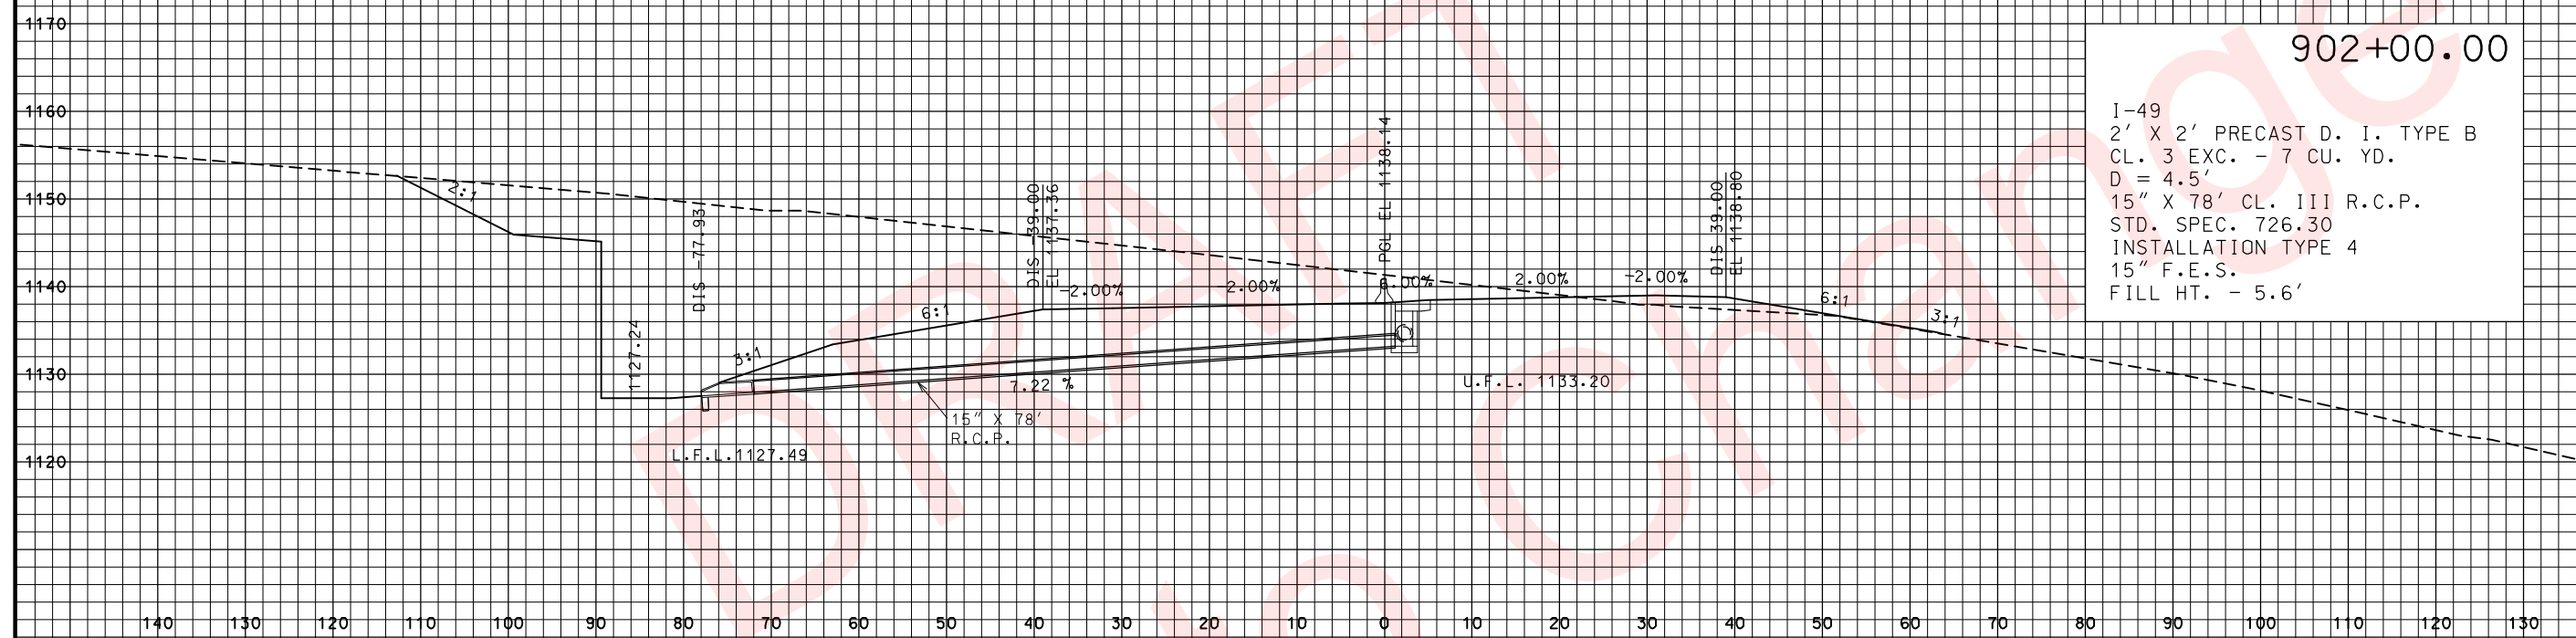 1170
902+00.00
I-49
2' X 2' PRECAST D. I. TYPE B
CL. 3 EXC. - 7 CU. YD.
D = 4.5'
15" X 78' CL. III R.C.P.
STD. SPEC. 726.30
INSTALLATION TYPE 4
15" F.E.S.
FILL HT. - 5.6'
1160
1150
1140
1130
1120
2:1
DIS -77.93
1127.24
DIS -39.00
EL 1137.36
PGL EL 1138.14
DIS 39.00
EL 1138.80
3:1
6:1
-2.00%
2.00%
6.00%
2.00%
-2.00%
6:1
3:1
7.22 %
15" X 78'
R.C.P.
L.F.L.1127.49
U.F.L. 1133.20
140 130 120 110 100 90 80 70 60 50 40 30 20 10 0 10 20 30 40 50 60 70 80 90 100 110 120 130
DRAFT
Change